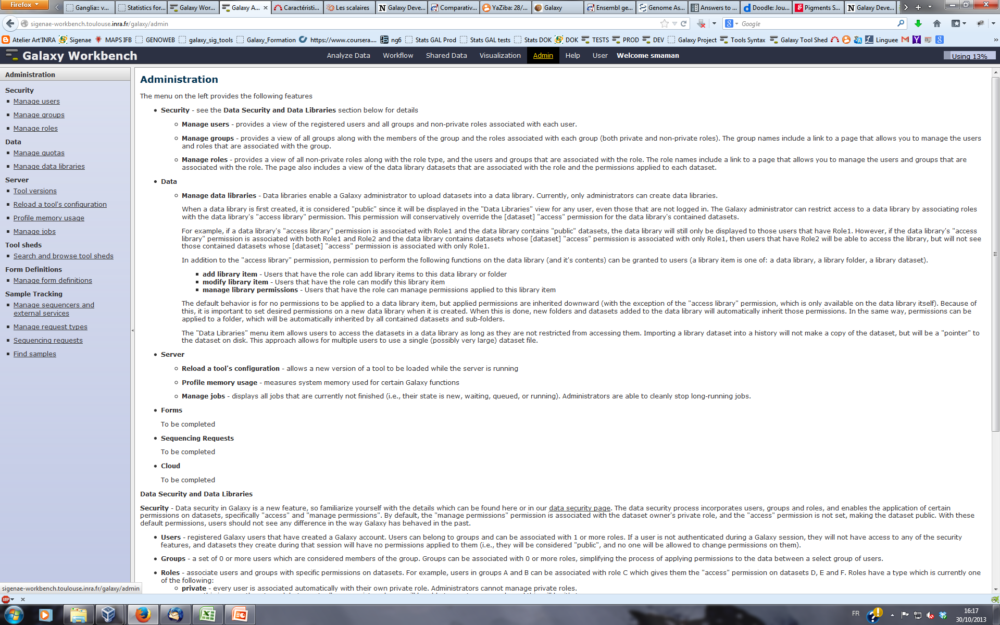 Firefox
Ganglia:: v...
Statistics for...
Galaxy Wor...
Galaxy A...
Caractéristi...
Les scalaires
Galaxy Deve...
Comparativ...
YaZiba: 28/...
Galaxy
Ensembl ge...
Genome As...
Answers to ...
Doodle: Jou...
Pigments S...
Galaxy Deve...
sigenae-workbench.toulouse.inra.fr/galaxy/admin
Google
Atelier Art'INRA Sigenae MAPS IFB GENOWEB galaxy_sig_tools Galaxy_Formation https://www.coursera.... ng6 Stats GAL Prod Stats GAL tests Stats DOK DOK TESTS PROD DEV Galaxy Project Tools Syntax Galaxy Tool Shed Linguee
Galaxy Workbench
Analyze Data Workflow Shared Data Visualization Admin Help User Welcome smaman
Using 13%
Administration
Security
Manage users
Manage groups
Manage roles
Data
Manage quotas
Manage data libraries
Server
Tool versions
Reload a tool's configuration
Profile memory usage
Manage jobs
Tool sheds
Search and browse tool sheds
Form Definitions
Manage form definitions
Sample Tracking
Manage sequencers and
external services
Manage request types
Sequencing requests
Find samples
Administration
The menu on the left provides the following features
Security - see the Data Security and Data Libraries section below for details
Manage users - provides a view of the registered users and all groups and non-private roles associated with each user.
Manage groups - provides a view of all groups along with the members of the group and the roles associated with each group (both private and non-private roles). The group names include a link to a page that allows you to manage the users
and roles that are associated with the group.
Manage roles - provides a view of all non-private roles along with the role type, and the users and groups that are associated with the role. The role names include a link to a page that allows you to manage the users and groups that are
associated with the role. The page also includes a view of the data library datasets that are associated with the role and the permissions applied to each dataset.
Data
Manage data libraries - Data libraries enable a Galaxy administrator to upload datasets into a data library. Currently, only administrators can create data libraries.
When a data library is first created, it is considered "public" since it will be displayed in the "Data Libraries" view for any user, even those that are not logged in. The Galaxy administrator can restrict access to a data library by associating roles
with the data library's "access library" permission. This permission will conservatively override the [dataset] "access" permission for the data library's contained datasets.
For example, if a data library's "access library" permission is associated with Role1 and the data library contains "public" datasets, the data library will still only be displayed to those users that have Role1. However, if the data library's "access
library" permission is associated with both Role1 and Role2 and the data library contains datasets whose [dataset] "access" permission is associated with only Role1, then users that have Role2 will be able to access the library, but will not see
those contained datasets whose [dataset] "access" permission is associated with only Role1.
In addition to the "access library" permission, permission to perform the following functions on the data library (and it's contents) can be granted to users (a library item is one of: a data library, a library folder, a library dataset).
add library item - Users that have the role can add library items to this data library or folder
modify library item - Users that have the role can modify this library item
manage library permissions - Users that have the role can manage permissions applied to this library item
The default behavior is for no permissions to be applied to a data library item, but applied permissions are inherited downward (with the exception of the "access library" permission, which is only available on the data library itself). Because of
this, it is important to set desired permissions on a new data library when it is created. When this is done, new folders and datasets added to the data library will automatically inherit those permissions. In the same way, permissions can be
applied to a folder, which will be automatically inherited by all contained datasets and sub-folders.
The "Data Libraries" menu item allows users to access the datasets in a data library as long as they are not restricted from accessing them. Importing a library dataset into a history will not make a copy of the dataset, but will be a "pointer" to
the dataset on disk. This approach allows for multiple users to use a single (possibly very large) dataset file.
Server
Reload a tool's configuration - allows a new version of a tool to be loaded while the server is running
Profile memory usage - measures system memory used for certain Galaxy functions
Manage jobs - displays all jobs that are currently not finished (i.e., their state is new, waiting, queued, or running). Administrators are able to cleanly stop long-running jobs.
Forms
To be completed
Sequencing Requests
To be completed
Cloud
To be completed
Data Security and Data Libraries
Security - Data security in Galaxy is a new feature, so familiarize yourself with the details which can be found here or in our data security page. The data security process incorporates users, groups and roles, and enables the application of certain
permissions on datasets, specifically "access" and "manage permissions". By default, the "manage permissions" permission is associated with the dataset owner's private role, and the "access" permission is not set, making the dataset public. With these
default permissions, users should not see any difference in the way Galaxy has behaved in the past.
Users - registered Galaxy users that have created a Galaxy account. Users can belong to groups and can be associated with 1 or more roles. If a user is not authenticated during a Galaxy session, they will not have access to any of the security
features, and datasets they create during that session will have no permissions applied to them (i.e., they will be considered "public", and no one will be allowed to change permissions on them).
Groups - a set of 0 or more users which are considered members of the group. Groups can be associated with 0 or more roles, simplifying the process of applying permissions to the data between a select group of users.
Roles - associate users and groups with specific permissions on datasets. For example, users in groups A and B can be associated with role C which gives them the "access" permission on datasets D, E and F. Roles have a type which is currently one
of the following:
private - every user is associated automatically with their own private role. Administrators cannot manage private roles.
sigenae-workbench.toulouse.inra.fr/galaxy/admin
ABP
FR
16:17
30/10/2013